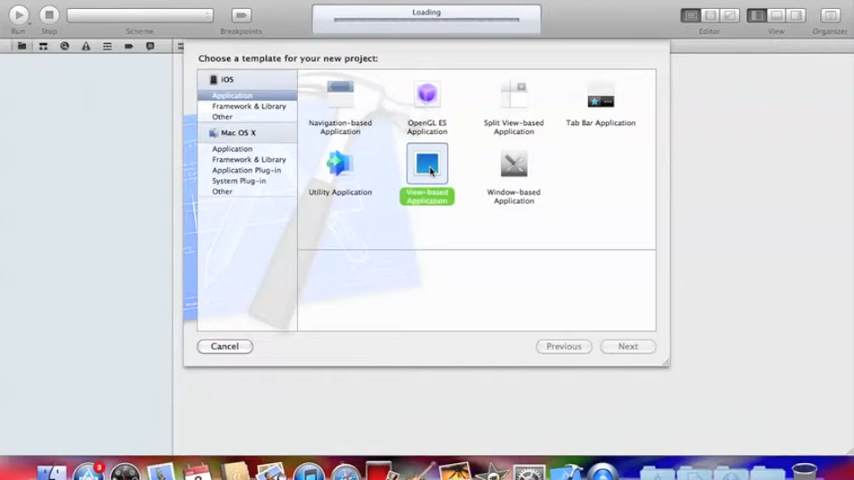 Loading
Run
Stop
Scheme
Breakpoints
Editor
View
Organizer
Choose a template for your new project:
iOS
Application
Framework & Library
Other
Mac OS X
Application
Framework & Library
Application Plug-in
System Plug-in
Other
Navigation-based
Application
OpenGL ES
Application
Split View-based
Application
Tab Bar Application
Utility Application
View-based
Application
Window-based
Application
Cancel
Previous
Next
3